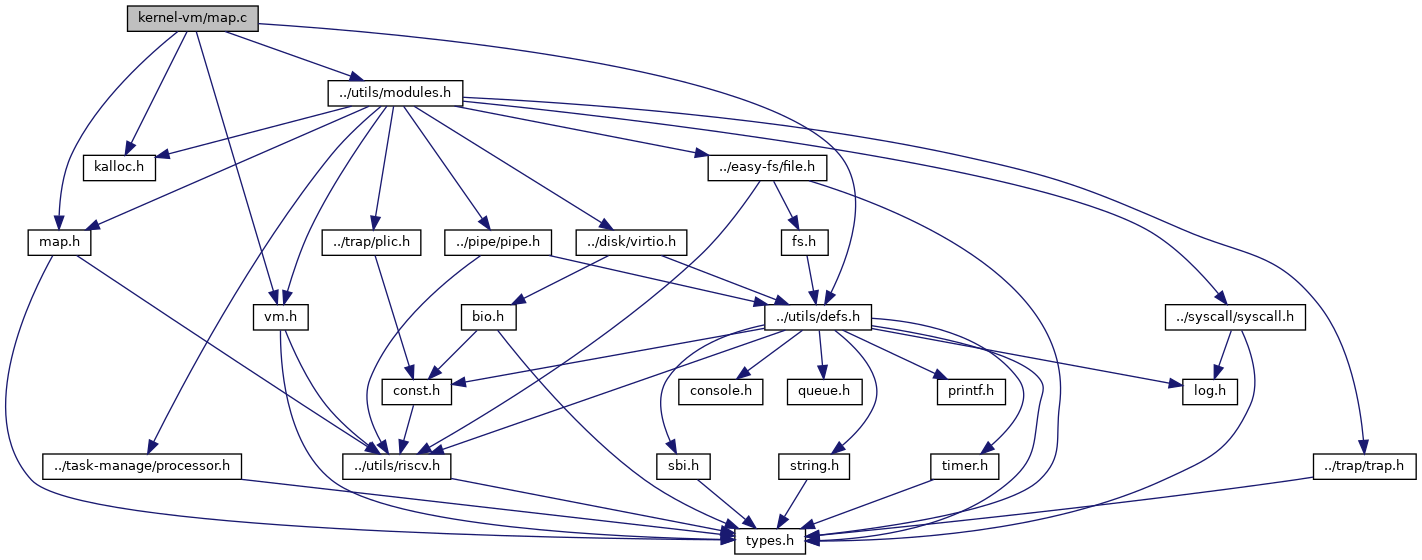 kernel-vm/map.c
../utils/modules.h
kalloc.h
../easy-fs/file.h
map.h
../trap/plic.h
../pipe/pipe.h
../disk/virtio.h
fs.h
vm.h
bio.h
../utils/defs.h
../syscall/syscall.h
const.h
console.h
queue.h
printf.h
log.h
../task-manage/processor.h
../utils/riscv.h
sbi.h
string.h
timer.h
../trap/trap.h
types.h